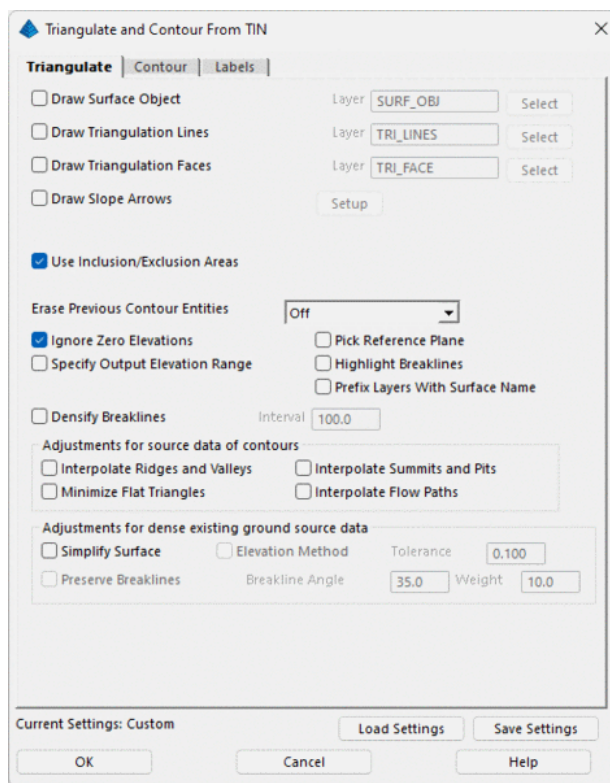 Triangulate and Contour From TIN
Triangulate Contour Labels
Draw Surface Object Layer SURF_OBJ Select
Draw Triangulation Lines Layer TRI_LINES Select
Draw Triangulation Faces Layer TRI_FACE Select
Draw Slope Arrows Setup
Use Inclusion/Exclusion Areas
Erase Previous Contour Entities Off
Ignore Zero Elevations Pick Reference Plane
Specify Output Elevation Range Highlight Breaklines
Prefix Layers With Surface Name
Densify Breaklines Interval 100.0
Adjustments for source data of contours
Interpolate Ridges and Valleys Interpolate Summits and Pits
Minimize Flat Triangles Interpolate Flow Paths
Adjustments for dense existing ground source data
Simplify Surface Elevation Method Tolerance 0.100
Preserve Breaklines Breakline Angle 35.0 Weight 10.0
Current Settings: Custom Load Settings Save Settings
OK Cancel Help